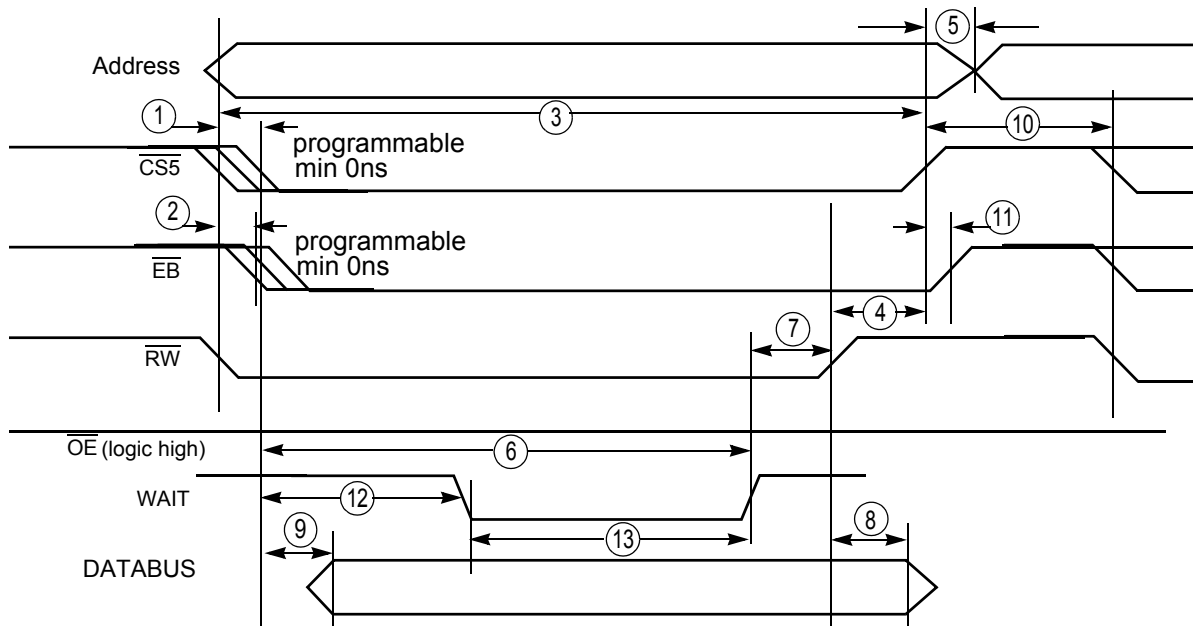 5
Address
1
3
10
programmable
min 0ns
CS5
2
11
programmable
min 0ns
EB
4
7
RW
OE (logic high)
6
WAIT
12
13
9
8
DATABUS